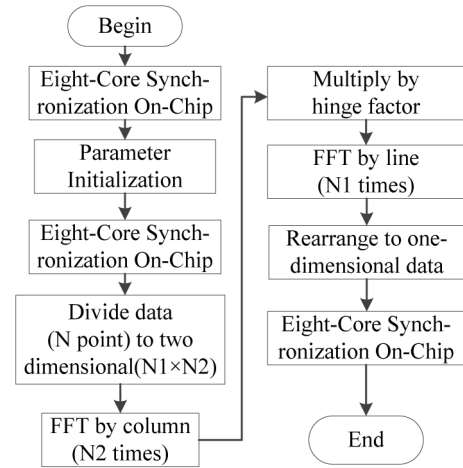 Begin
Eight-Core Synch-
ronization On-Chip
Parameter
Initialization
Eight-Core Synch-
ronization On-Chip
Divide data
(N point) to two
dimensional(N1×N2)
FFT by column
(N2 times)
Multiply by
hinge factor
FFT by line
(N1 times)
Rearrange to one-
dimensional data
Eight-Core Synch-
ronization On-Chip
End